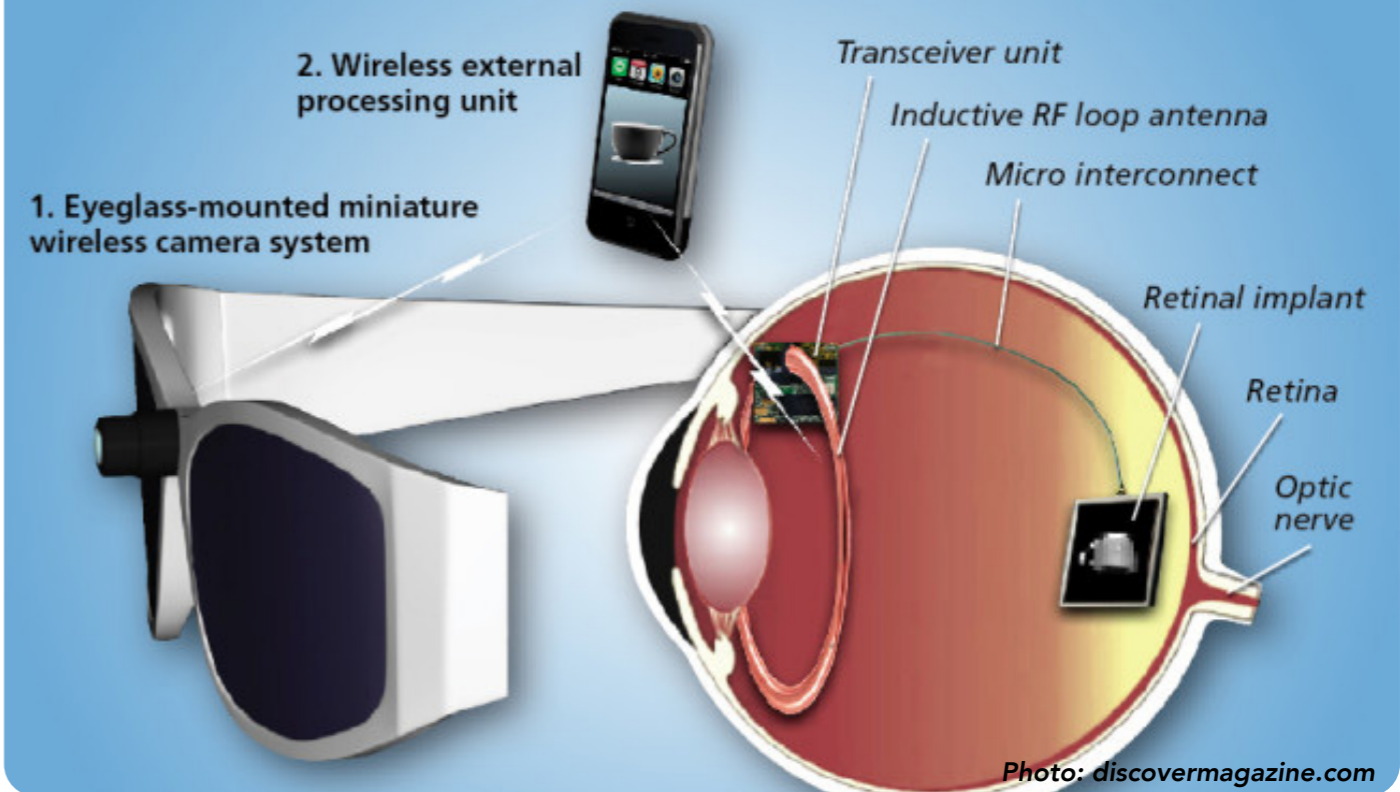 2. Wireless external
processing unit
Transceiver unit
Inductive RF loop antenna
Micro interconnect
1. Eyeglass-mounted miniature
wireless camera system
Retinal implant
Retina
Optic
nerve
Photo: discovermagazine.com